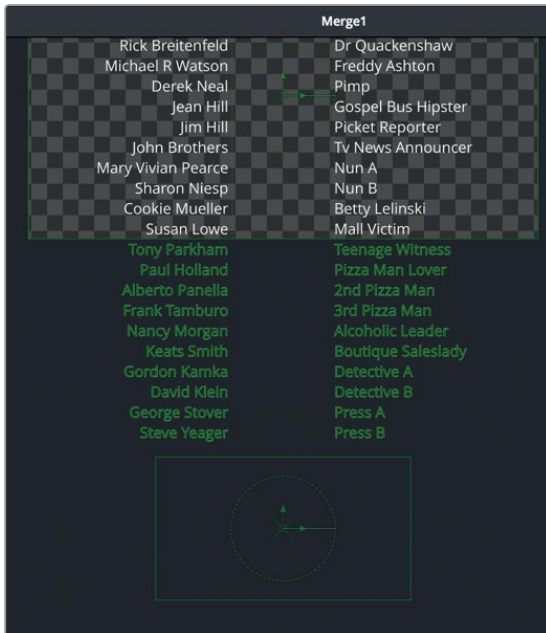 Merge1
Rick Breitenfeld Dr Quackenshaw
Michael R Watson Freddy Ashton
Derek Neal Pimp
Jean Hill Gospel Bus Hipster
Jim Hill Picket Reporter
John Brothers Tv News Announcer
Mary Vivian Pearce Nun A
Sharon Niesp Nun B
Cookie Mueller Betty Lelinski
Susan Lowe Mall Victim
Tony Parkham Teenage Witness
Paul Holland Pizza Man Lover
Alberto Panella 2nd Pizza Man
Frank Tamburo 3rd Pizza Man
Nancy Morgan Alcoholic Leader
Keats Smith Boutique Saleslady
Gordon Kamka Detective A
David Klein Detective B
George Stover Press A
Steve Yeager Press B